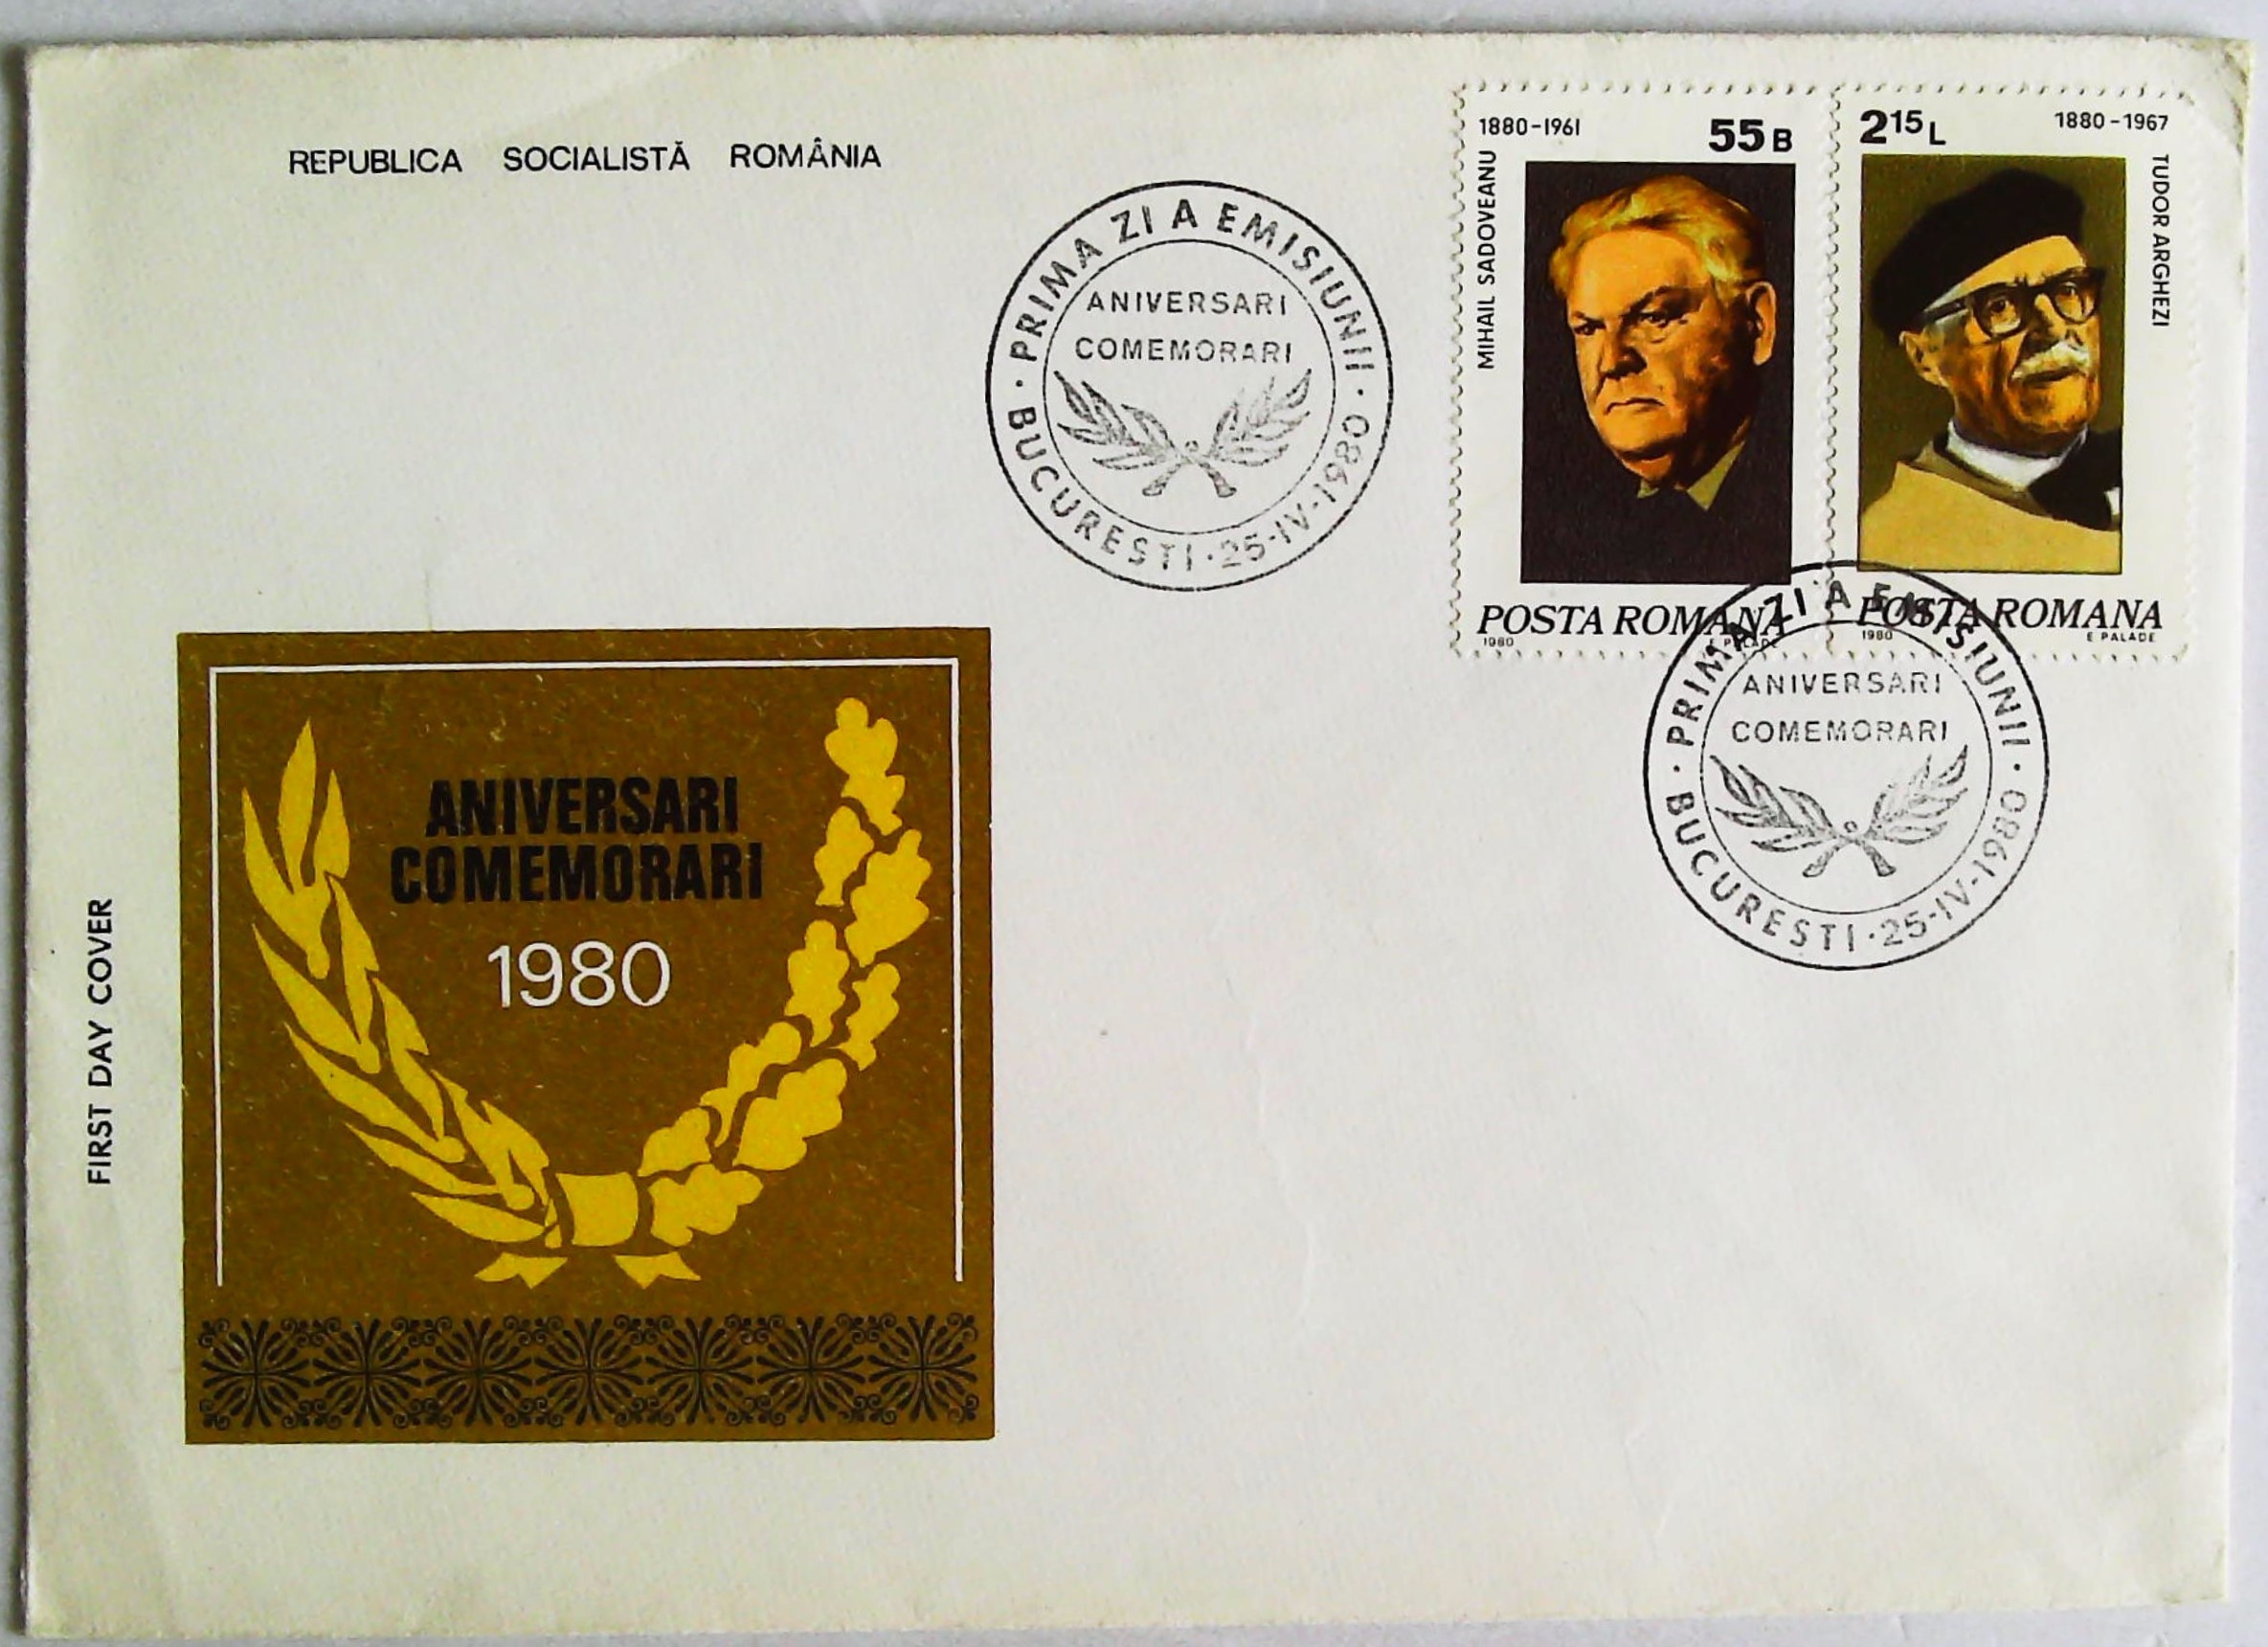 REPUBLICA SOCIALISTĂ ROMÂNIA
PRIMA ZI A EMISIUNII
ANIVERSARI
COMEMORARI
BUCURESTI · 25-IV-1980
1880-1961
55 B
MIHAIL SADOVEANU
POSTA ROMANA
1980
E PALADE
2 15 L
1880-1967
TUDOR ARGHEZI
POSTA ROMANA
1980
E PALADE
PRIMA ZI A EMISIUNII
ANIVERSARI
COMEMORARI
BUCURESTI · 25-IV-1980
ANIVERSARI
COMEMORARI
1980
FIRST DAY COVER